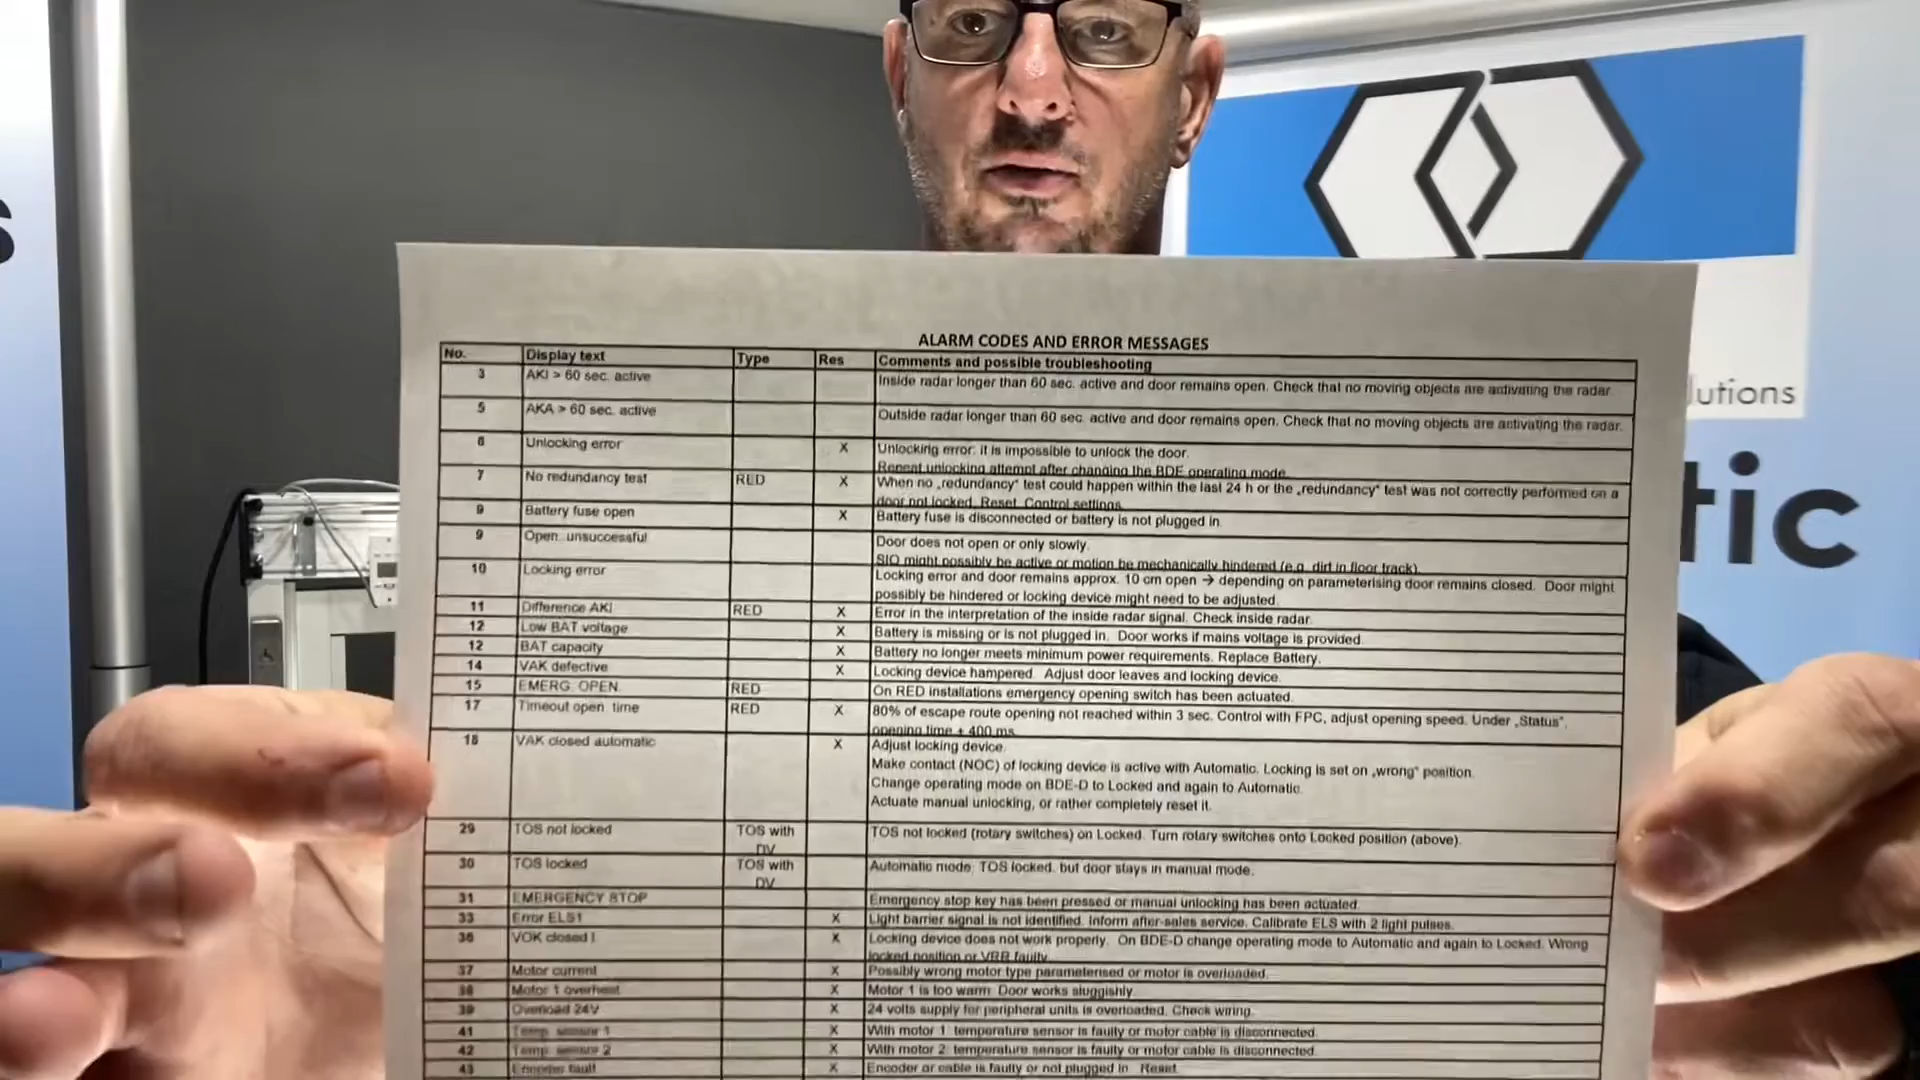 s
lutions
tic
ALARM CODES AND ERROR MESSAGES
No. Display text Type Res Comments and possible troubleshooting
3 AKI > 60 sec. active Inside radar longer than 60 sec. active and door remains open. Check that no moving objects are activating the radar.
5 AKA > 60 sec. active Outside radar longer than 60 sec. active and door remains open. Check that no moving objects are activating the radar.
6 Unlocking error X Unlocking error: it is impossible to unlock the door.
Repeat unlocking attempt after changing the BDE operating mode.
7 No redundancy test RED X When no „redundancy" test could happen within the last 24 h or the „redundancy" test was not correctly performed on a
door not locked. Reset. Control settings.
Battery fuse open X Battery fuse is disconnected or battery is not plugged in.
9 Open. unsuccessful Door does not open or only slowly.
SIO might possibly be active or motion be mechanically hindered (e.g. dirt in floor track).
10 Locking error Locking error and door remains approx. 10 cm open → depending on parameterising door remains closed. Door might
possibly be hindered or locking device might need to be adjusted.
11 Difference AKI RED X Error in the interpretation of the inside radar signal. Check inside radar.
12 Low BAT voltage X Battery is missing or is not plugged in. Door works if mains voltage is provided.
12 BAT capacity X Battery no longer meets minimum power requirements. Replace Battery.
14 VAK defective X Locking device hampered. Adjust door leaves and locking device.
15 EMERG. OPEN. RED On RED installations emergency opening switch has been actuated.
17 Timeout open. time RED X 80% of escape route opening not reached within 3 sec. Control with FPC, adjust opening speed. Under „Status",
opening time + 400 ms.
18 VAK closed automatic X Adjust locking device.
Make contact (NOC) of locking device is active with Automatic. Locking is set on „wrong" position.
Change operating mode on BDE-D to Locked and again to Automatic.
Actuate manual unlocking, or rather completely reset it.
29 TOS not locked TOS with DV TOS not locked (rotary switches) on Locked. Turn rotary switches onto Locked position (above).
30 TOS locked TOS with DV Automatic mode: TOS locked, but door stays in manual mode.
31 EMERGENCY STOP Emergency stop key has been pressed or manual unlocking has been actuated.
33 Error ELS1 X Light barrier signal is not identified. Inform after-sales service. Calibrate ELS with 2 light pulses.
36 VOK closed I X Locking device does not work properly. On BDE-D change operating mode to Automatic and again to Locked. Wrong
locked position or VRR faulty.
37 Motor current X Possibly wrong motor type parameterised or motor is overloaded.
38 Motor 1 overheat X Motor 1 is too warm. Door works sluggishly.
39 Overload 24V X 24 volts supply for peripheral units is overloaded. Check wiring.
41 Temp. sensor 1 X With motor 1: temperature sensor is faulty or motor cable is disconnected.
42 Temp. sensor 2 X With motor 2: temperature sensor is faulty or motor cable is disconnected.
43 Encoder fault X Encoder or cable is faulty or not plugged in. Reset.